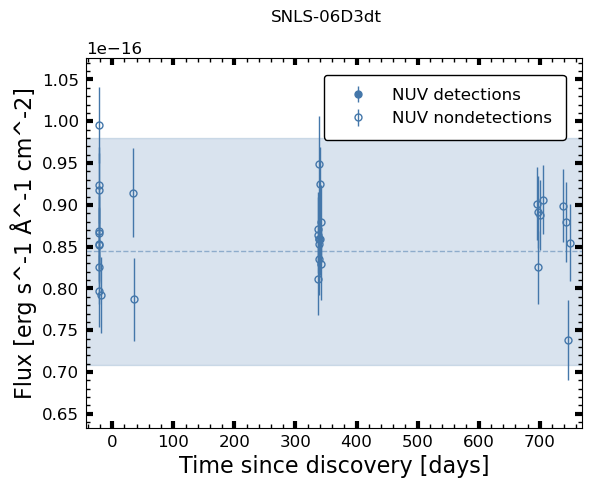 SNLS-06D3dt
1e−16
NUV detections
NUV nondetections
Flux [erg s^-1 Å^-1 cm^-2]
1.05
1.00
0.95
0.90
0.85
0.80
0.75
0.70
0.65
0 100 200 300 400 500 600 700
Time since discovery [days]